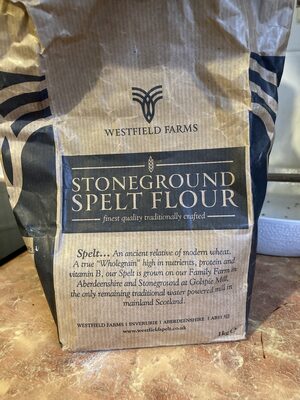 WESTFIELD FARMS
STONEGROUND
SPELT FLOUR
finest quality traditionally crafted
Spelt... An ancient relative of modern wheat.
A true "Wholegrain" high in nutrients, protein and
vitamin B, our Spelt is grown on our Family Farm in
Aberdeenshire and Stoneground at Golspie Mill,
the only remaining traditional water powered mill in
mainland Scotland.
WESTFIELD FARMS | INVERURIE | ABERDEENSHIRE | AB51 5QJ
www.westfieldspelt.co.uk
1kg e